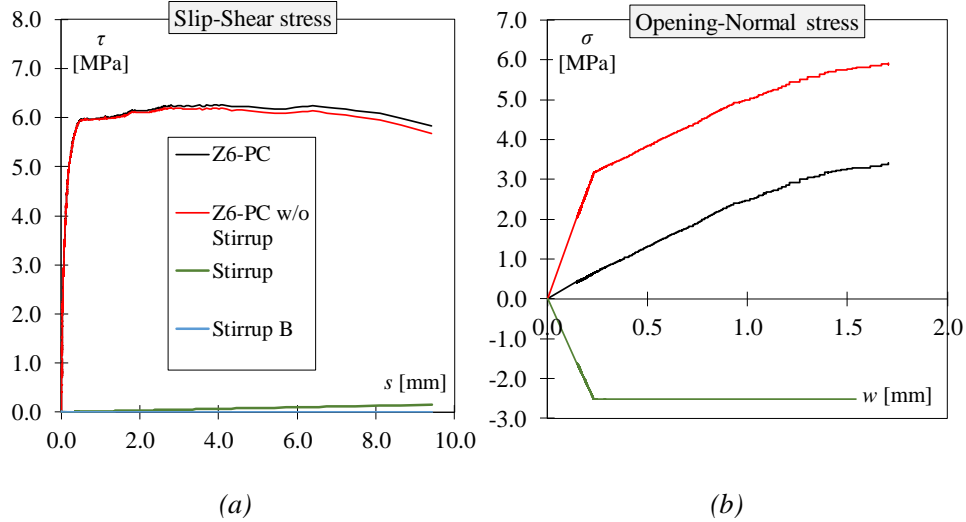 Slip-Shear stress
τ
[MPa]
8.0
7.0
6.0
5.0
4.0
3.0
2.0
1.0
0.0
Z6-PC
Z6-PC w/o
Stirrup
Stirrup
Stirrup B
s [mm]
0.0 2.0 4.0 6.0 8.0 10.0
(a)
Opening-Normal stress
σ
[MPa]
7.0
6.0
5.0
4.0
3.0
2.0
1.0
0.0
-1.0
-2.0
-3.0
0.0 0.5 1.0 1.5 2.0
w [mm]
(b)